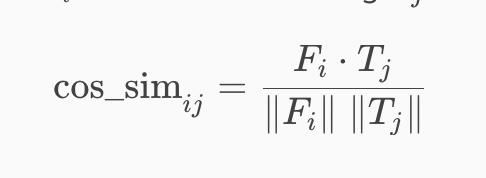 cos_sim_{ij} = \frac{F_i \cdot T_j}{\|F_i\| \, \|T_j\|}